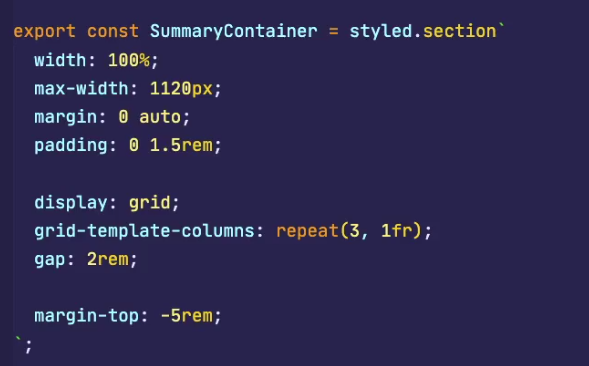 export const SummaryContainer = styled.section`
  width: 100%;
  max-width: 1120px;
  margin: 0 auto;
  padding: 0 1.5rem;

  display: grid;
  grid-template-columns: repeat(3, 1fr);
  gap: 2rem;

  margin-top: -5rem;
`;